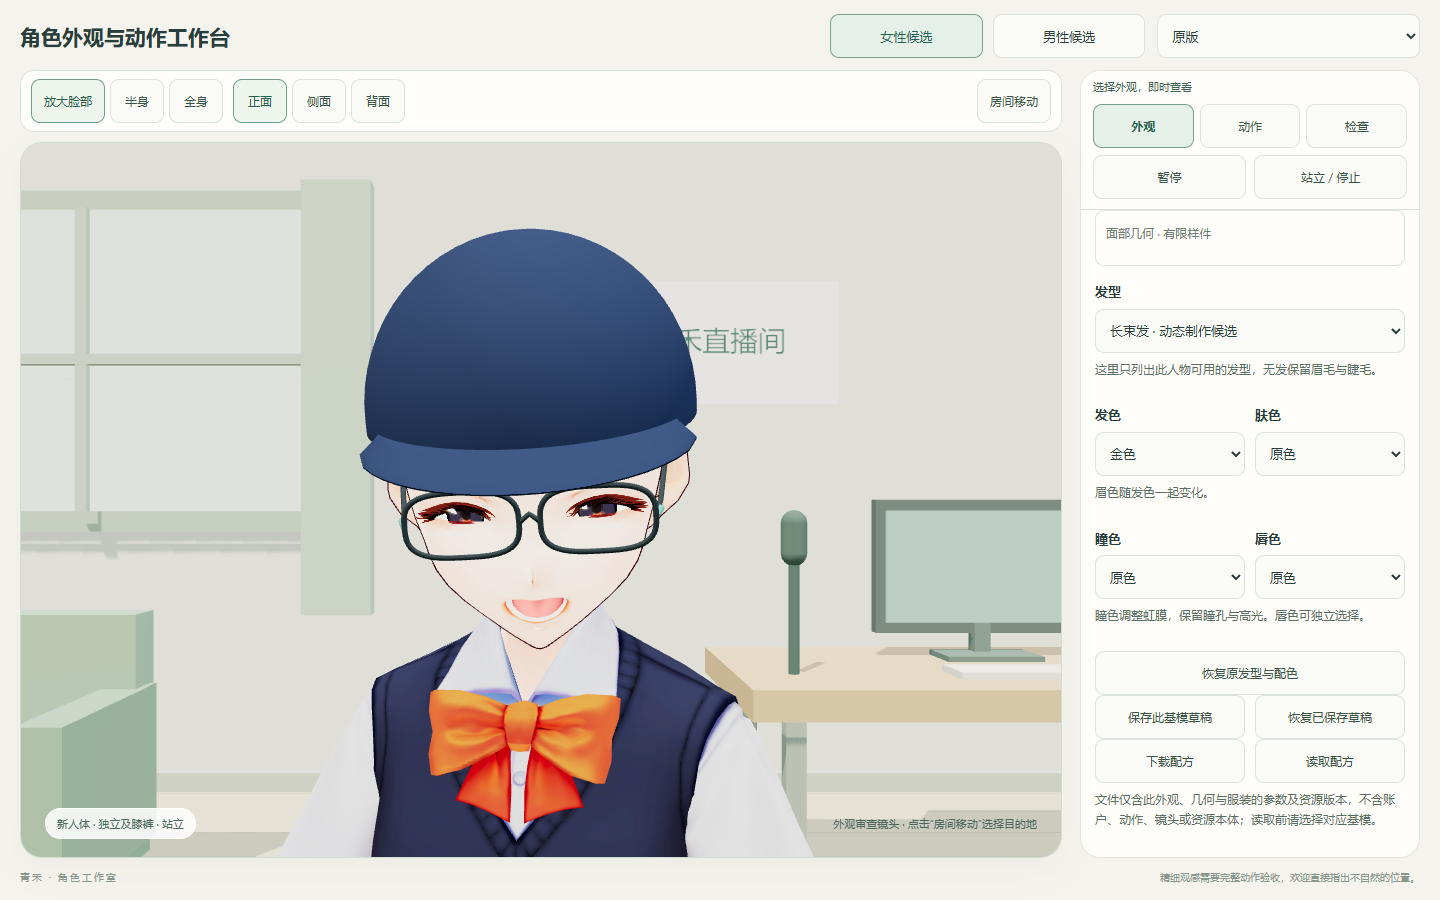 角色外观与动作工作台
女性候选
男性候选
原版
放大脸部
半身
全身
正面
侧面
背面
房间移动
禾直播间
新人体 · 独立及膝裤 · 站立
外观审查镜头 · 点击“房间移动”选择目的地
选择外观，即时查看
外观
动作
检查
暂停
站立 / 停止
面部几何 · 有限样件
发型
长束发 · 动态制作候选
这里只列出此人物可用的发型，无发保留眉毛与睫毛。
发色
肤色
金色
原色
眉色随发色一起变化。
瞳色
唇色
原色
原色
瞳色调整虹膜，保留瞳孔与高光。唇色可独立选择。
恢复原发型与配色
保存此基模草稿
恢复已保存草稿
下载配方
读取配方
文件仅含此外观、几何与服装的参数及资源版本，不含账
户、动作、镜头或资源本体；读取前请选择对应基模。
青禾 · 角色工作室
精细观感需要完整动作验收，欢迎直接指出不自然的位置。